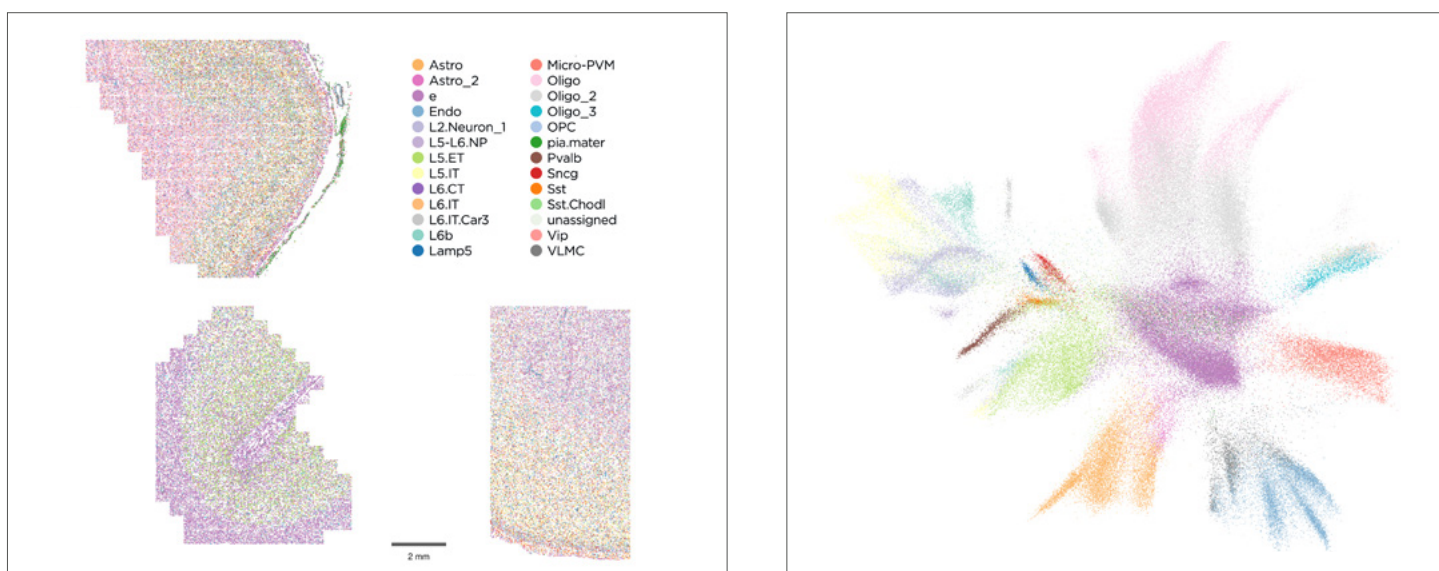 Astro
Astro_2
e
Endo
L2.Neuron_1
L5-L6.NP
L5.ET
L5.IT
L6.CT
L6.IT
L6.IT.Car3
L6b
Lamp5
Micro-PVM
Oligo
Oligo_2
Oligo_3
OPC
pia.mater
Pvalb
Sncg
Sst
Sst.Chodl
unassigned
Vip
VLMC
2 mm